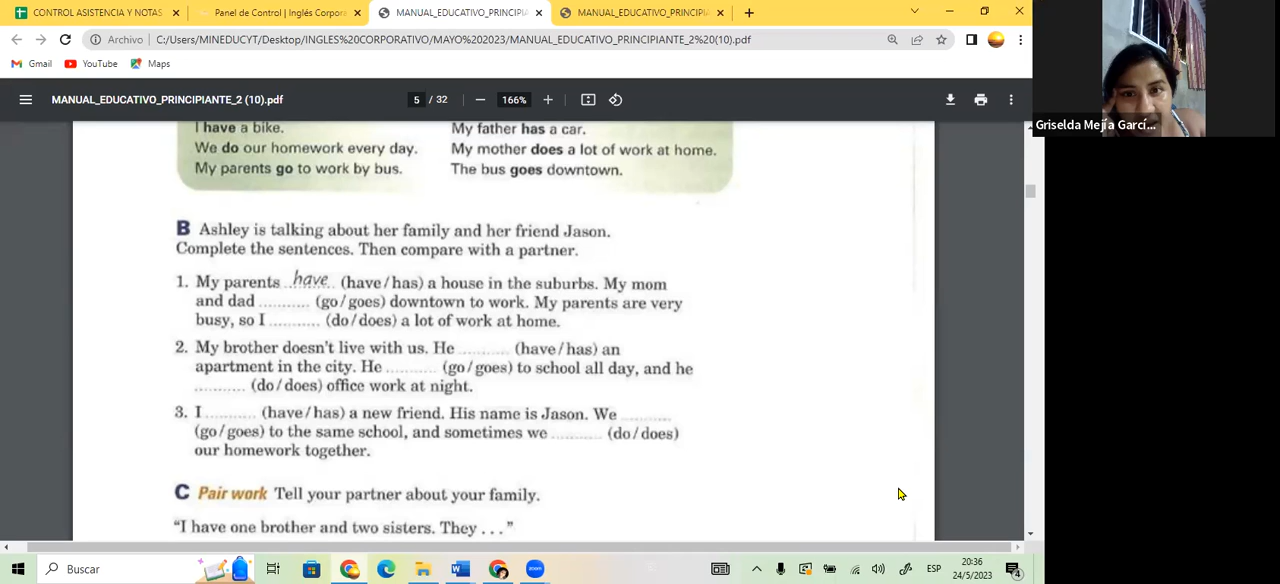 CONTROL ASISTENCIA Y NOTAS
Panel de Control | Inglés Corpora
MANUAL_EDUCATIVO_PRINCIPIA
MANUAL_EDUCATIVO_PRINCIPIA
Archivo
C:/Users/MINEDUCYT/Desktop/INGLES%20CORPORATIVO/MAYO%202023/MANUAL_EDUCATIVO_PRINCIPIANTE_2%20(10).pdf
Gmail
YouTube
Maps
MANUAL_EDUCATIVO_PRINCIPIANTE_2 (10).pdf
5 / 32
166%
Griselda Mejía Garcí...
I have a bike.
My father has a car.
We do our homework every day.
My mother does a lot of work at home.
My parents go to work by bus.
The bus goes downtown.
B Ashley is talking about her family and her friend Jason.
Complete the sentences. Then compare with a partner.
1. My parents ..have.. (have/has) a house in the suburbs. My mom
and dad .......... (go/goes) downtown to work. My parents are very
busy, so I .......... (do/does) a lot of work at home.
2. My brother doesn't live with us. He .......... (have/has) an
apartment in the city. He .......... (go/goes) to school all day, and he
.......... (do/does) office work at night.
3. I .......... (have/has) a new friend. His name is Jason. We ..........
(go/goes) to the same school, and sometimes we .......... (do/does)
our homework together.
C Pair work Tell your partner about your family.
"I have one brother and two sisters. They . . . "
Buscar
ESP
20:36
24/5/2023
4